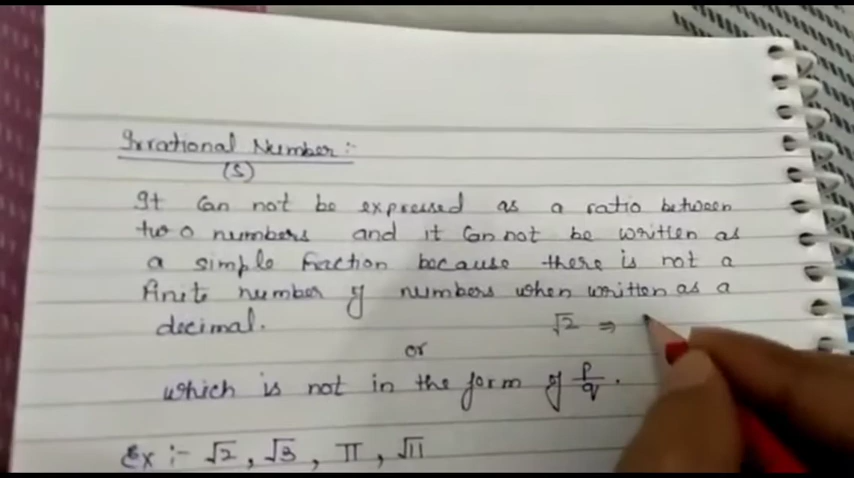 Irrational Number :-
(S)
It Can not be expressed as a ratio between
two numbers and it Can not be written as
a simple fraction because there is not a
finite number of numbers when written as a
decimal.
√2 ⇒
or
which is not in the form of p/q.
Ex :- √2, √3, π, √11